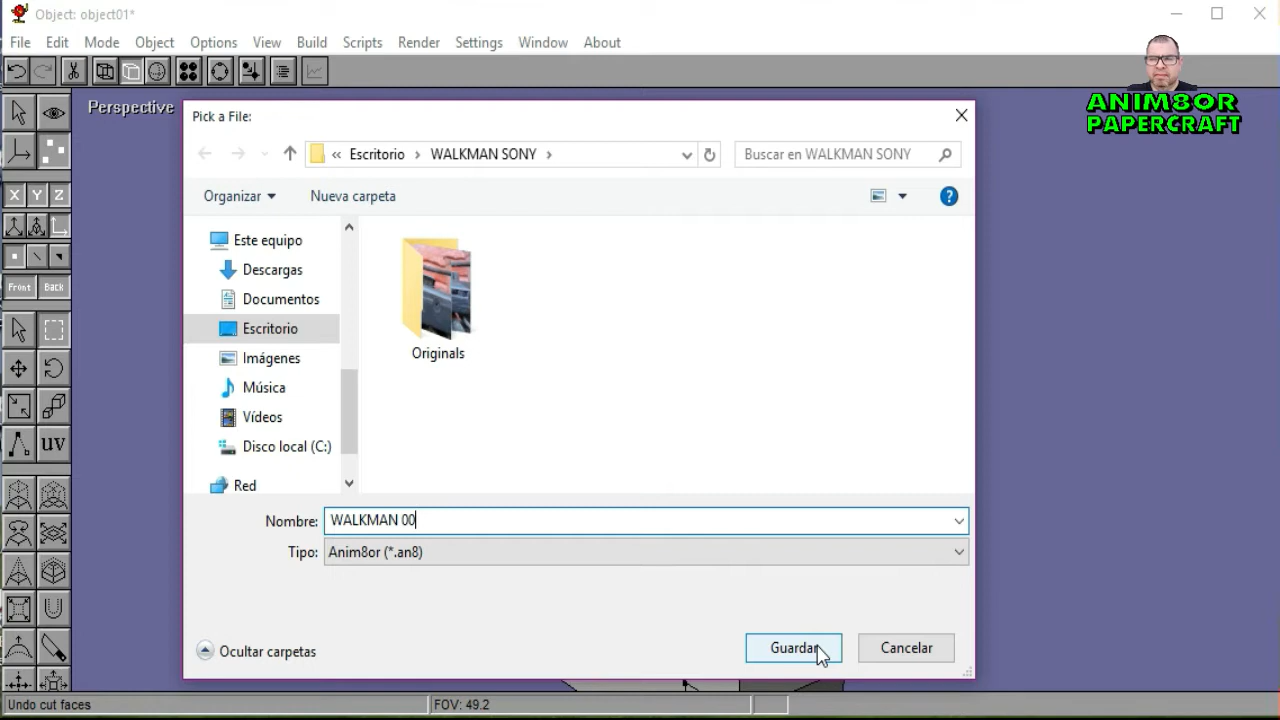 Object: object01*
File Edit Mode Object Options View Build Scripts Render Settings Window About
ANIM8OR
PAPERCRAFT
Perspective
Pick a File:
« Escritorio › WALKMAN SONY ›
Buscar en WALKMAN SONY
Organizar
Nueva carpeta
?
X Y Z
Front Back
uv
Este equipo
Descargas
Documentos
Escritorio
Imágenes
Música
Vídeos
Disco local (C:)
Red
Originals
Nombre: WALKMAN 00
Tipo: Anim8or (*.an8)
Ocultar carpetas
Guardar
Cancelar
Undo cut faces
FOV: 49.2